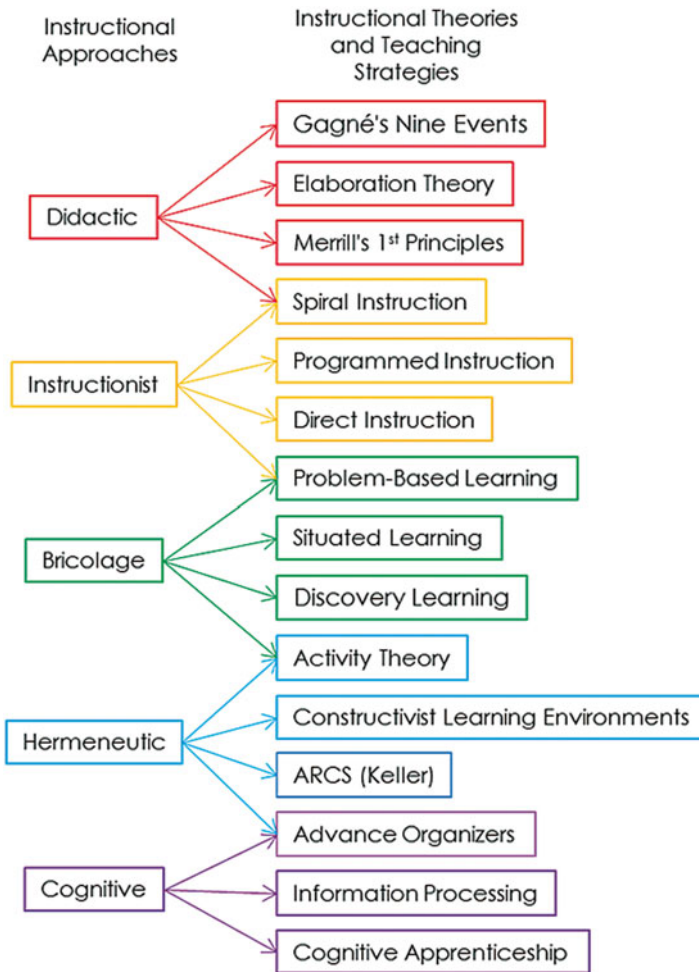 Instructional
Approaches
Instructional Theories
and Teaching
Strategies
Didactic
Gagné's Nine Events
Elaboration Theory
Merrill's 1st Principles
Spiral Instruction
Instructionist
Programmed Instruction
Direct Instruction
Problem-Based Learning
Bricolage
Situated Learning
Discovery Learning
Activity Theory
Hermeneutic
Constructivist Learning Environments
ARCS (Keller)
Advance Organizers
Cognitive
Information Processing
Cognitive Apprenticeship